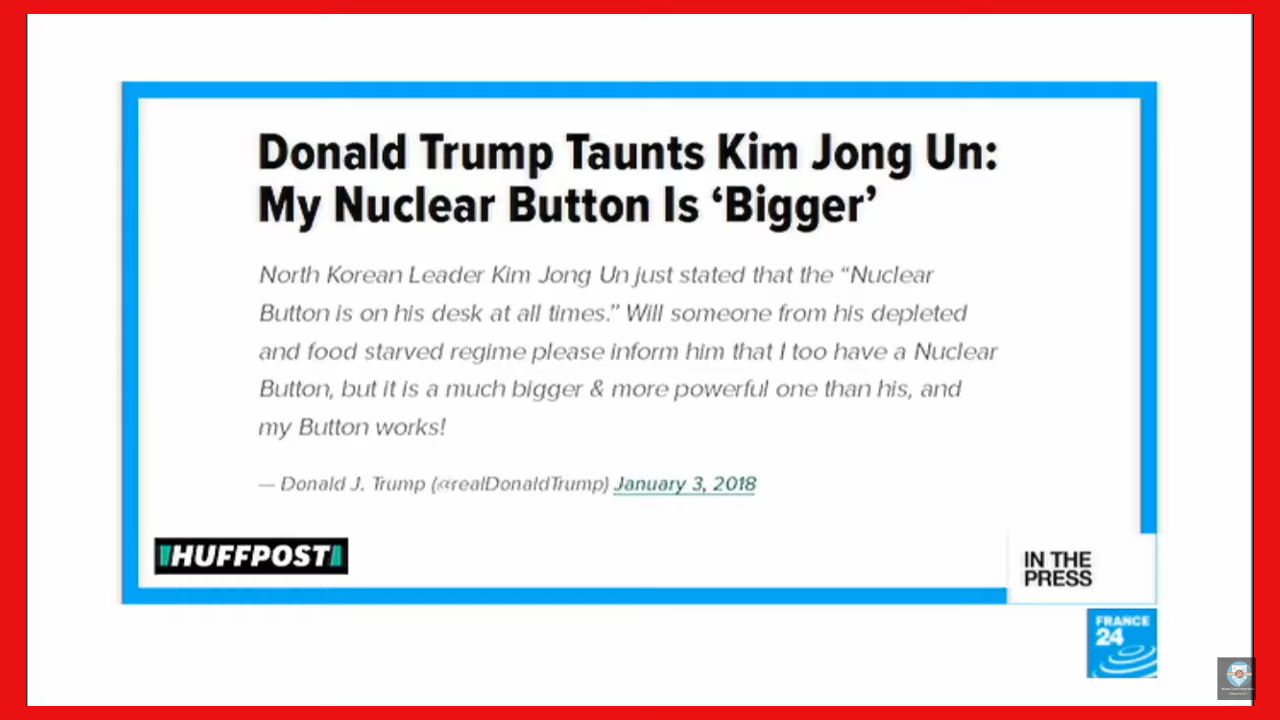 Donald Trump Taunts Kim Jong Un:
My Nuclear Button Is ‘Bigger’
North Korean Leader Kim Jong Un just stated that the “Nuclear
Button is on his desk at all times.” Will someone from his depleted
and food starved regime please inform him that I too have a Nuclear
Button, but it is a much bigger & more powerful one than his, and
my Button works!
— Donald J. Trump (@realDonaldTrump) January 3, 2018
HUFFPOST
IN THE
PRESS
FRANCE
24